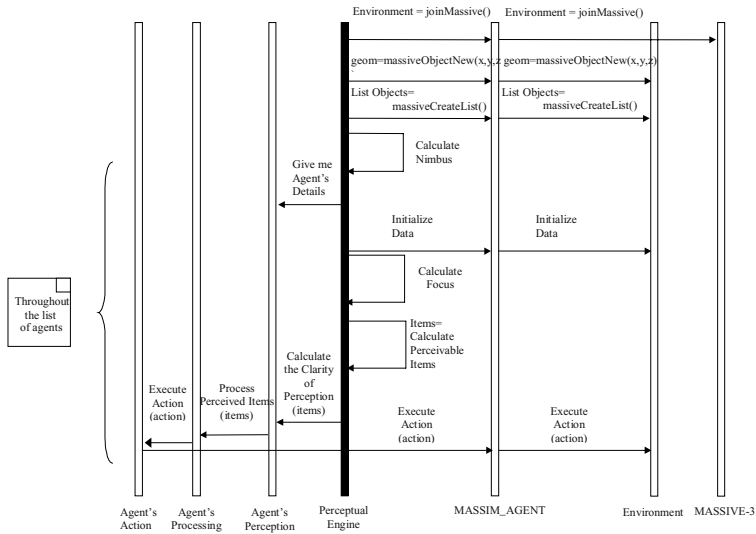 Environment = joinMassive()
Environment = joinMassive()
geom=massiveObjectNew(x,y,z
geom=massiveObjectNew(x,y,z)
`
List Objects=
massiveCreateList()
List Objects=
massiveCreateList()
Calculate
Nimbus
Give me
Agent's
Details
Initialize
Data
Initialize
Data
Calculate
Focus
Throughout
the list
of agents
Items=
Calculate
Perceivable
Items
Calculate
the Clarity
of
Perception
(items)
Execute
Action
(action)
Process
Perceived Items
(items)
Execute
Action
(action)
Execute
Action
(action)
Agent's
Action
Agent's
Processing
Agent's
Perception
Perceptual
Engine
MASSIM_AGENT
Environment
MASSIVE-3